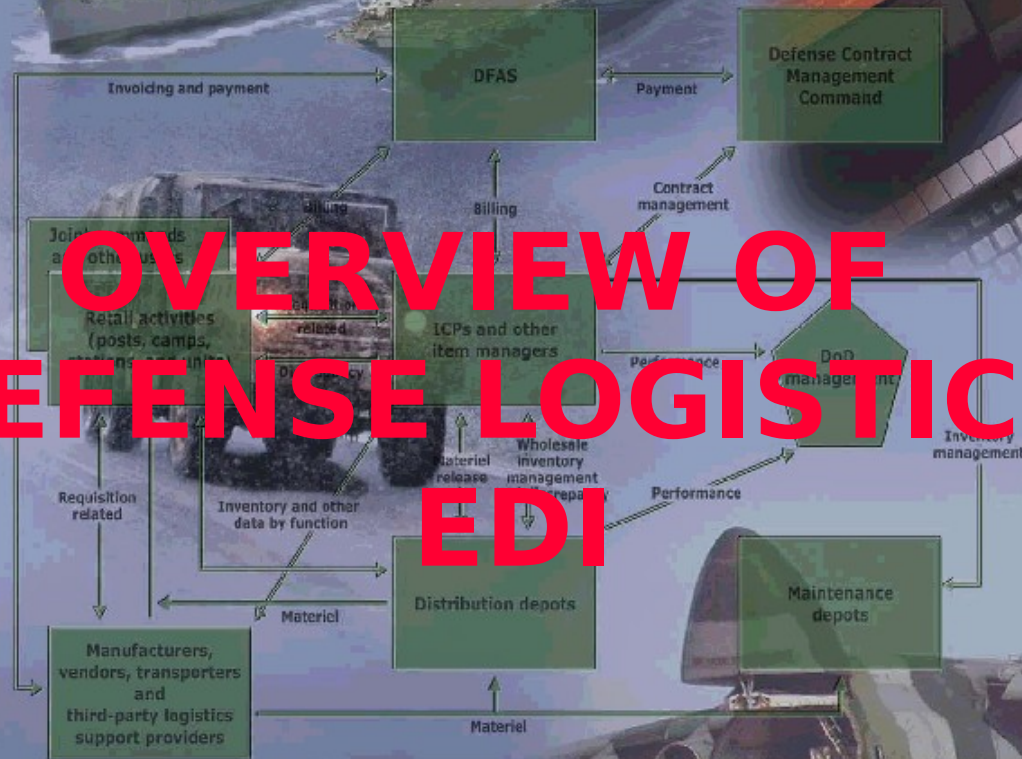 DFAS
Defense Contract
Management
Command
Invoicing and payment
Payment
Billing
Billing
Contract
management
OVERVIEW OF
Retail activities
(posts, camps,
related
ICPs and other
item managers
Performance
DoD
management
EFENSE LOGISTIC
Wholesale
inventory
management
Materiel
release
Inventory
management
Requisition
related
Inventory and other
data by function
Performance
EDI
Distribution depots
Maintenance
depots
Materiel
Manufacturers,
vendors, transporters
and
third-party logistics
support providers
Materiel